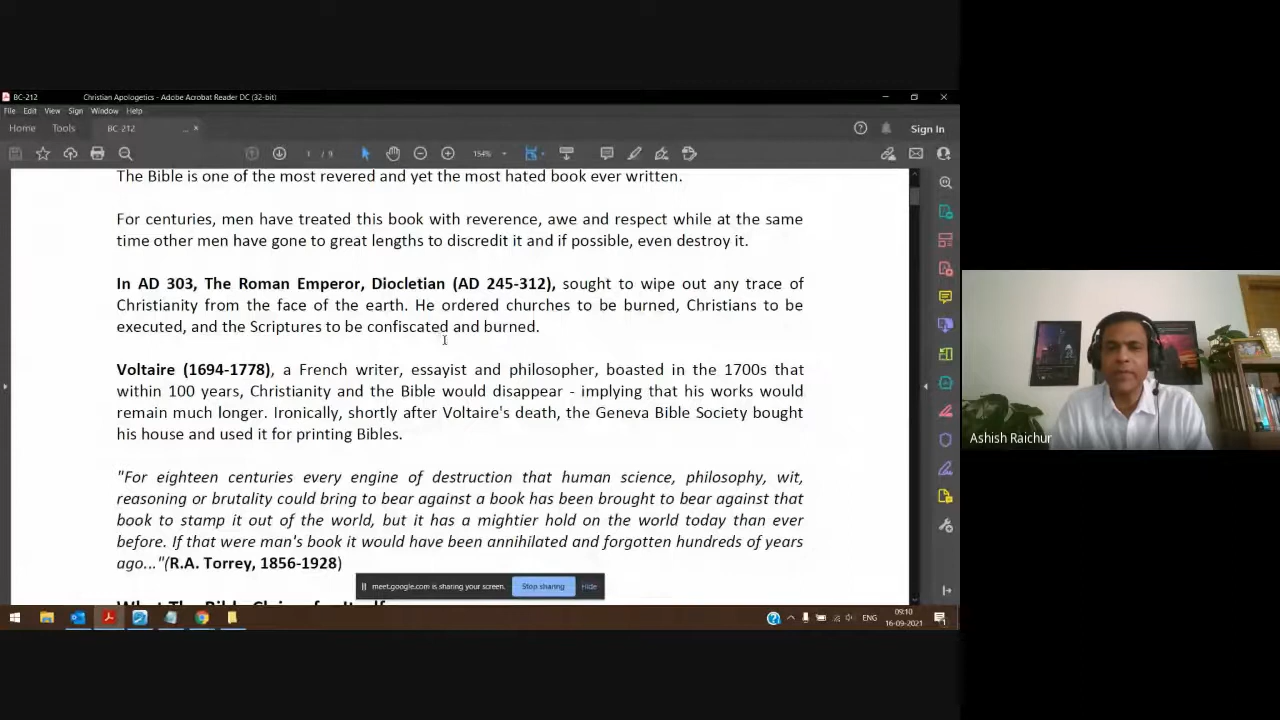 BC-212 Christian Apologetics - Adobe Acrobat Reader DC (32-bit)
File Edit View Sign Window Help
Home Tools BC-212 ... × Sign In
1 / 9 154%
The Bible is one of the most revered and yet the most hated book ever written.
For centuries, men have treated this book with reverence, awe and respect while at the same
time other men have gone to great lengths to discredit it and if possible, even destroy it.
In AD 303, The Roman Emperor, Diocletian (AD 245-312), sought to wipe out any trace of
Christianity from the face of the earth. He ordered churches to be burned, Christians to be
executed, and the Scriptures to be confiscated and burned.
Voltaire (1694-1778), a French writer, essayist and philosopher, boasted in the 1700s that
within 100 years, Christianity and the Bible would disappear - implying that his works would
remain much longer. Ironically, shortly after Voltaire's death, the Geneva Bible Society bought
his house and used it for printing Bibles.
"For eighteen centuries every engine of destruction that human science, philosophy, wit,
reasoning or brutality could bring to bear against a book has been brought to bear against that
book to stamp it out of the world, but it has a mightier hold on the world today than ever
before. If that were man's book it would have been annihilated and forgotten hundreds of years
ago..."(R.A. Torrey, 1856-1928)
What The Bible Claims for Itself
meet.google.com is sharing your screen. Stop sharing Hide
ENG 09:10
16-09-2021
Ashish Raichur